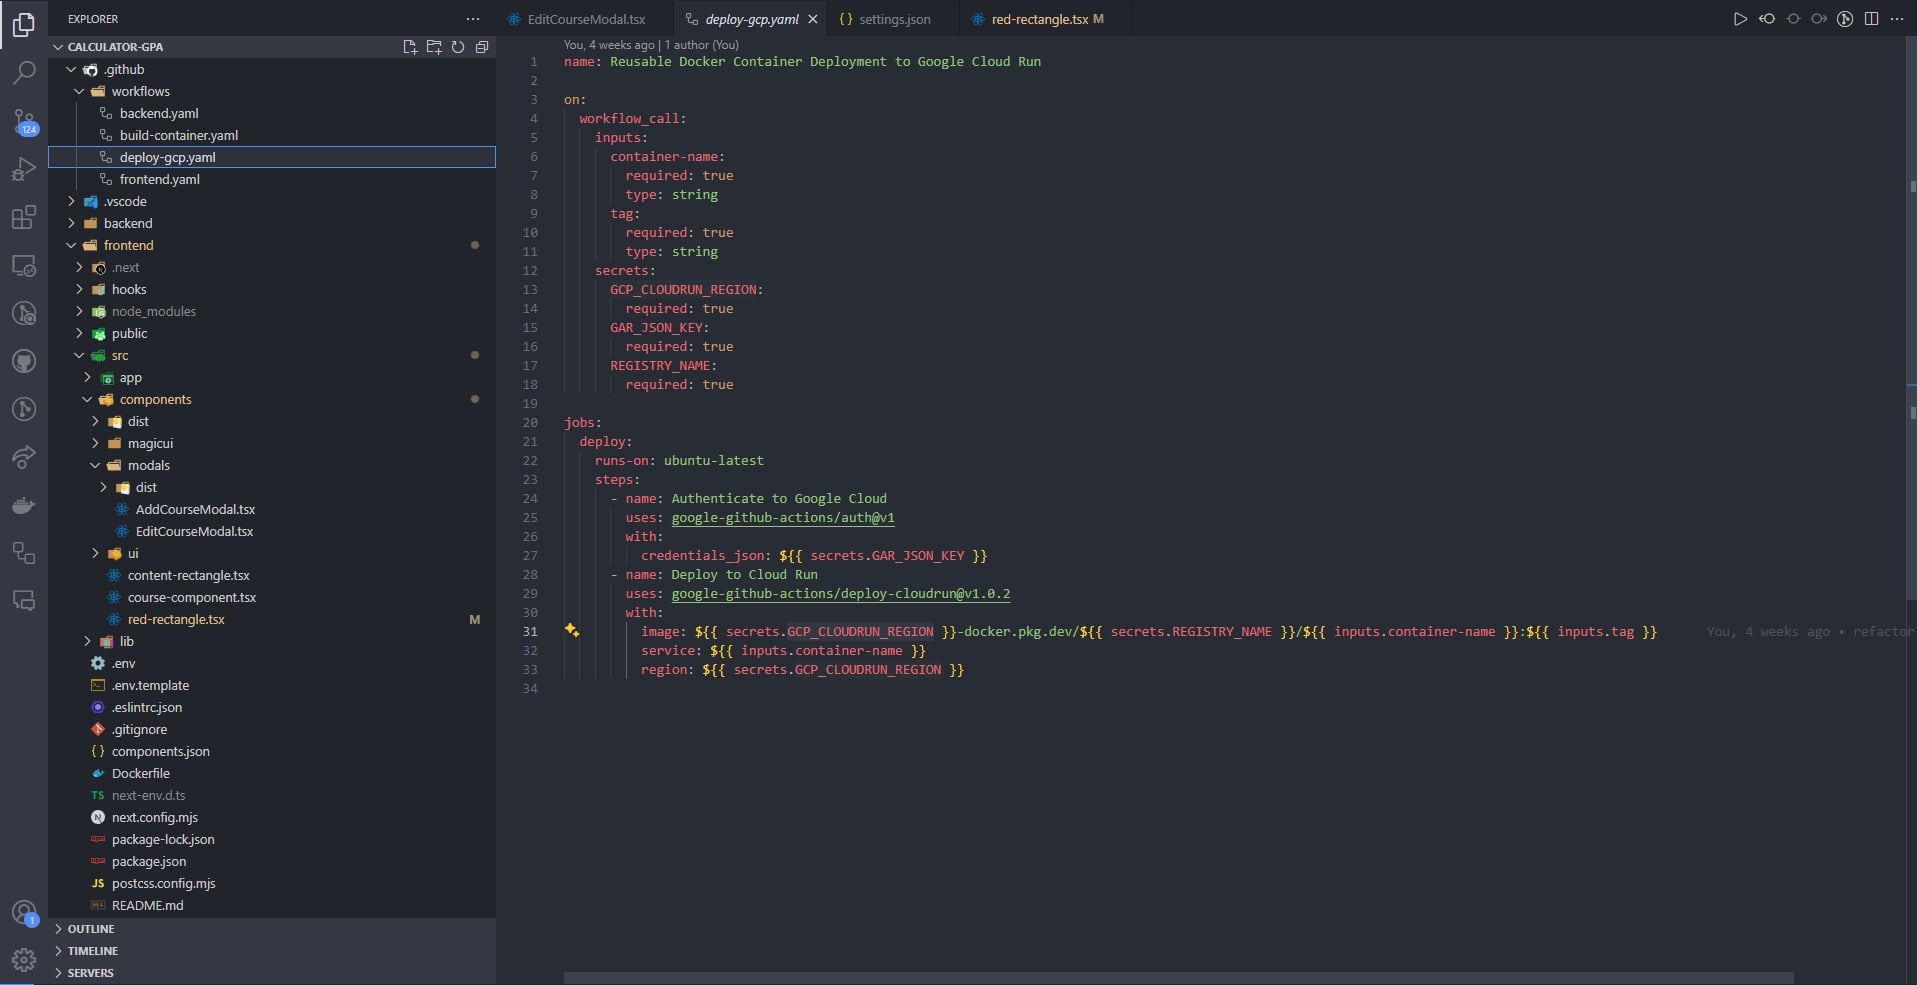 EXPLORER
CALCULATOR-GPA
.github
workflows
backend.yaml
build-container.yaml
deploy-gcp.yaml
frontend.yaml
.vscode
backend
frontend
.next
hooks
node_modules
public
src
app
components
dist
magicui
modals
dist
AddCourseModal.tsx
EditCourseModal.tsx
ui
content-rectangle.tsx
course-component.tsx
red-rectangle.tsx M
lib
.env
.env.template
.eslintrc.json
.gitignore
{ } components.json
Dockerfile
TS next-env.d.ts
N next.config.mjs
package-lock.json
package.json
JS postcss.config.mjs
README.md
OUTLINE
TIMELINE
SERVERS
124
1
EditCourseModal.tsx
deploy-gcp.yaml
{ } settings.json
red-rectangle.tsx M
You, 4 weeks ago | 1 author (You)
1 name: Reusable Docker Container Deployment to Google Cloud Run
2
3 on:
4 workflow_call:
5 inputs:
6 container-name:
7 required: true
8 type: string
9 tag:
10 required: true
11 type: string
12 secrets:
13 GCP_CLOUDRUN_REGION:
14 required: true
15 GAR_JSON_KEY:
16 required: true
17 REGISTRY_NAME:
18 required: true
19
20 jobs:
21 deploy:
22 runs-on: ubuntu-latest
23 steps:
24 - name: Authenticate to Google Cloud
25 uses: google-github-actions/auth@v1
26 with:
27 credentials_json: ${{ secrets.GAR_JSON_KEY }}
28 - name: Deploy to Cloud Run
29 uses: google-github-actions/deploy-cloudrun@v1.0.2
30 with:
31 image: ${{ secrets.GCP_CLOUDRUN_REGION }}-docker.pkg.dev/${{ secrets.REGISTRY_NAME }}/${{ inputs.container-name }}:${{ inputs.tag }} You, 4 weeks ago • refactor
32 service: ${{ inputs.container-name }}
33 region: ${{ secrets.GCP_CLOUDRUN_REGION }}
34